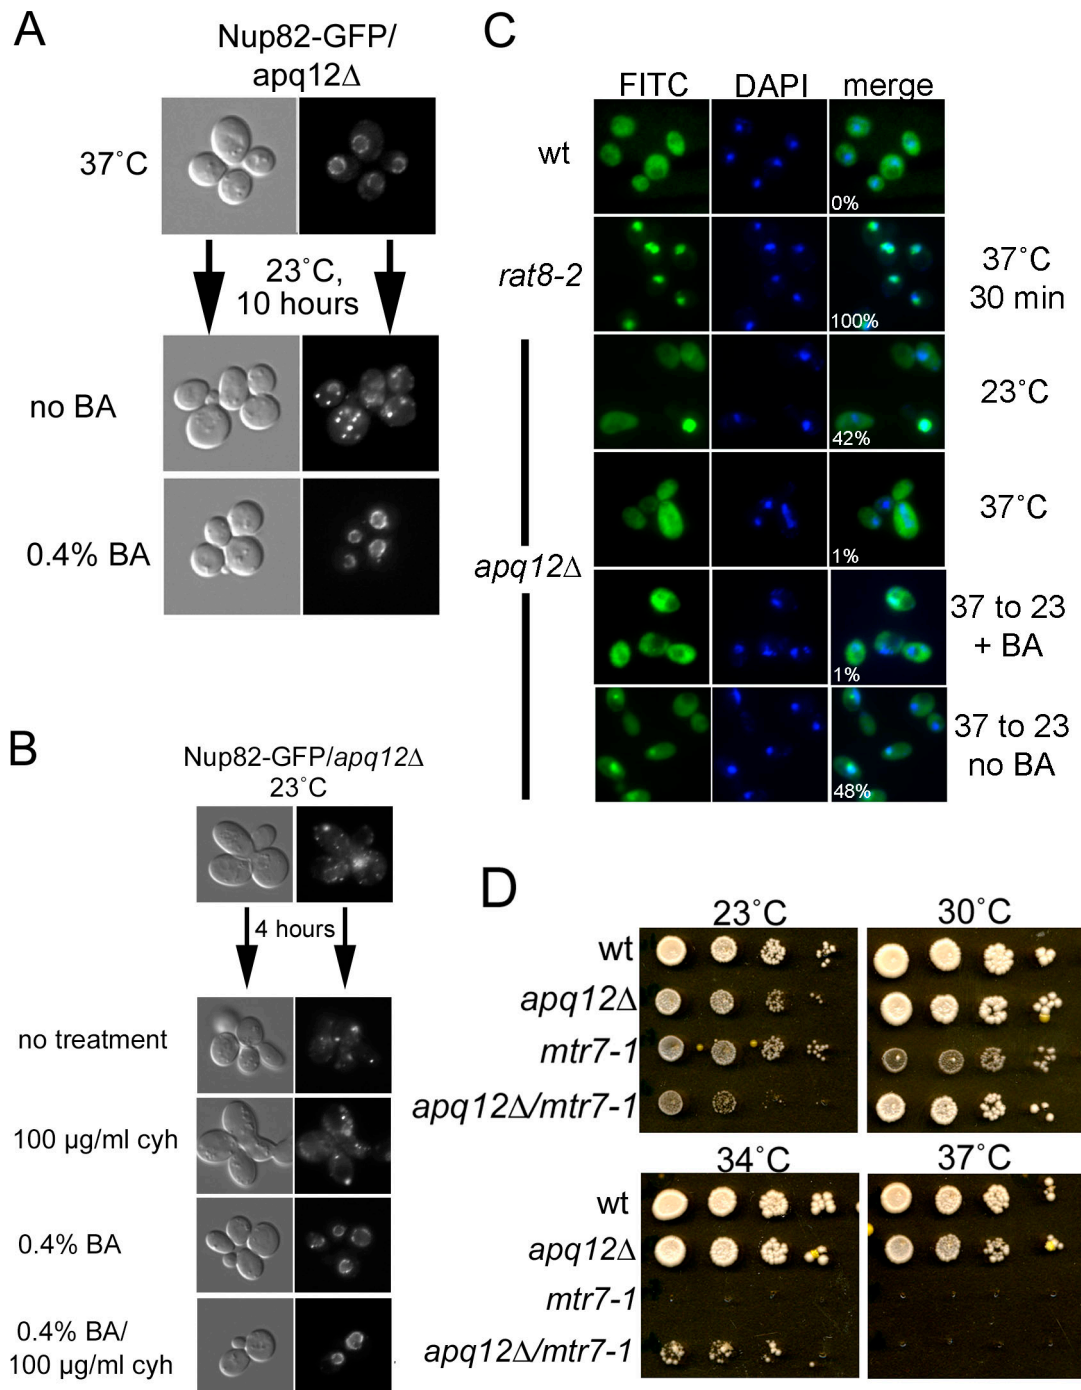 A
Nup82-GFP/
apq12Δ
37˚C
23˚C,
10 hours
no BA
0.4% BA
B
Nup82-GFP/apq12Δ
23˚C
4 hours
no treatment
100 µg/ml cyh
0.4% BA
0.4% BA/
100 µg/ml cyh
C
FITC DAPI merge
wt
0%
rat8-2
100%
37˚C
30 min
apq12Δ
42%
23˚C
1%
37˚C
1%
37 to 23
+ BA
48%
37 to 23
no BA
D
23˚C 30˚C
wt
apq12Δ
mtr7-1
apq12Δ/mtr7-1
34˚C 37˚C
wt
apq12Δ
mtr7-1
apq12Δ/mtr7-1